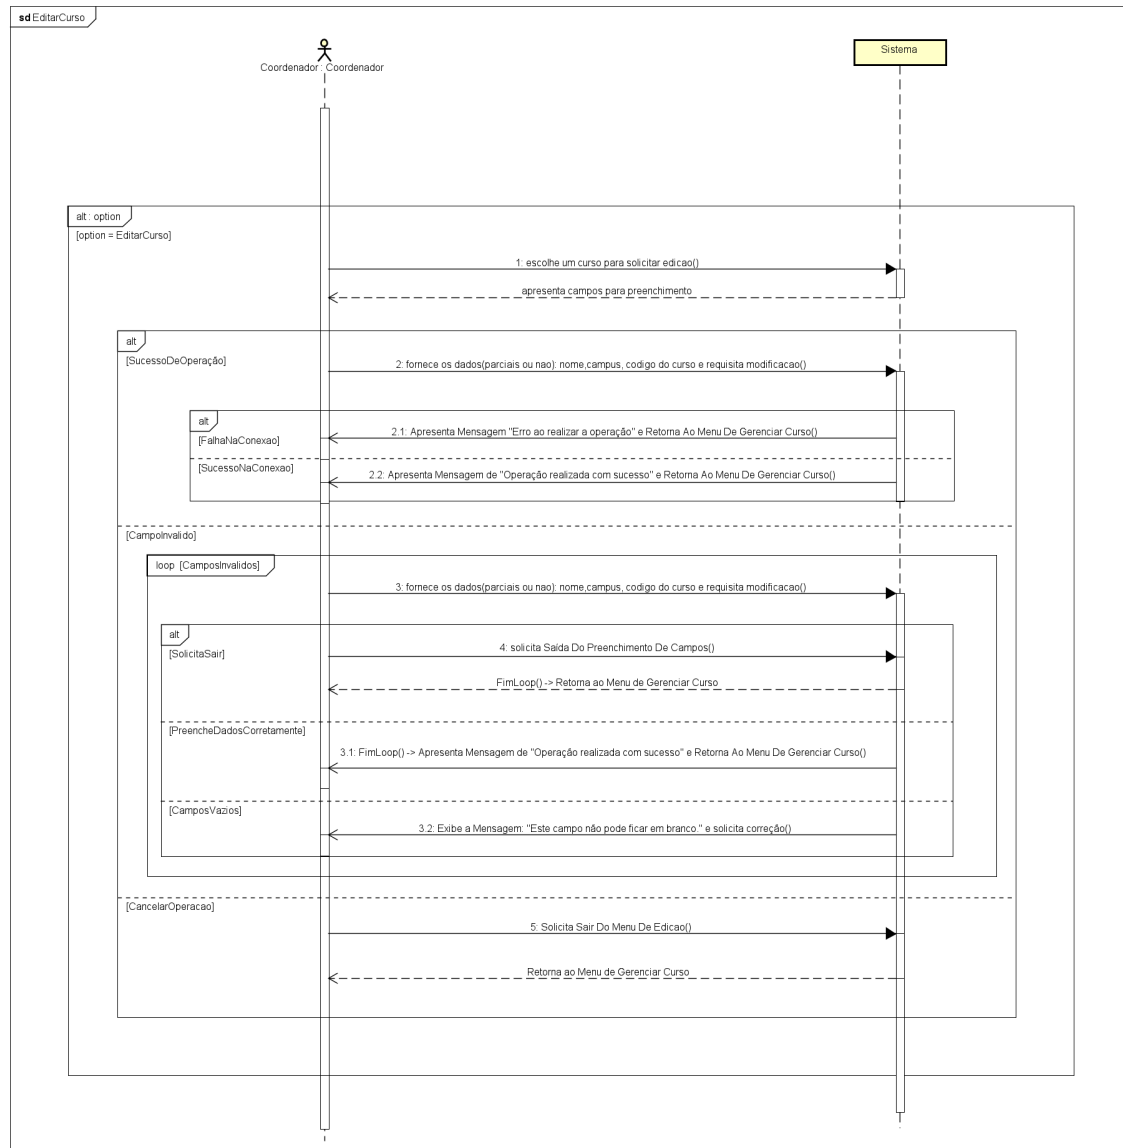 sd EditarCurso
Coordenador : Coordenador
Sistema
alt : option
[option = EditarCurso]
1: escolhe um curso para solicitar edicao()
apresenta campos para preenchimento
alt
[SucessoDeOperação]
2: fornece os dados(parciais ou nao): nome,campus, codigo do curso e requisita modificacao()
alt
[FalhaNaConexao]
2.1: Apresenta Mensagem "Erro ao realizar a operação" e Retorna Ao Menu De Gerenciar Curso()
[SucessoNaConexao]
2.2: Apresenta Mensagem de "Operação realizada com sucesso" e Retorna Ao Menu De Gerenciar Curso()
[CampoInvalido]
loop [CamposInvalidos]
3: fornece os dados(parciais ou nao): nome,campus, codigo do curso e requisita modificacao()
alt
[SolicitaSair]
4: solicita Saída Do Preenchimento De Campos()
FimLoop() -> Retorna ao Menu de Gerenciar Curso
[PreencheDadosCorretamente]
3.1: FimLoop() -> Apresenta Mensagem de "Operação realizada com sucesso" e Retorna Ao Menu De Gerenciar Curso()
[CamposVazios]
3.2: Exibe a Mensagem: "Este campo não pode ficar em branco." e solicita correção()
[CancelarOperacao]
5: Solicita Sair Do Menu De Edicao()
Retorna ao Menu de Gerenciar Curso